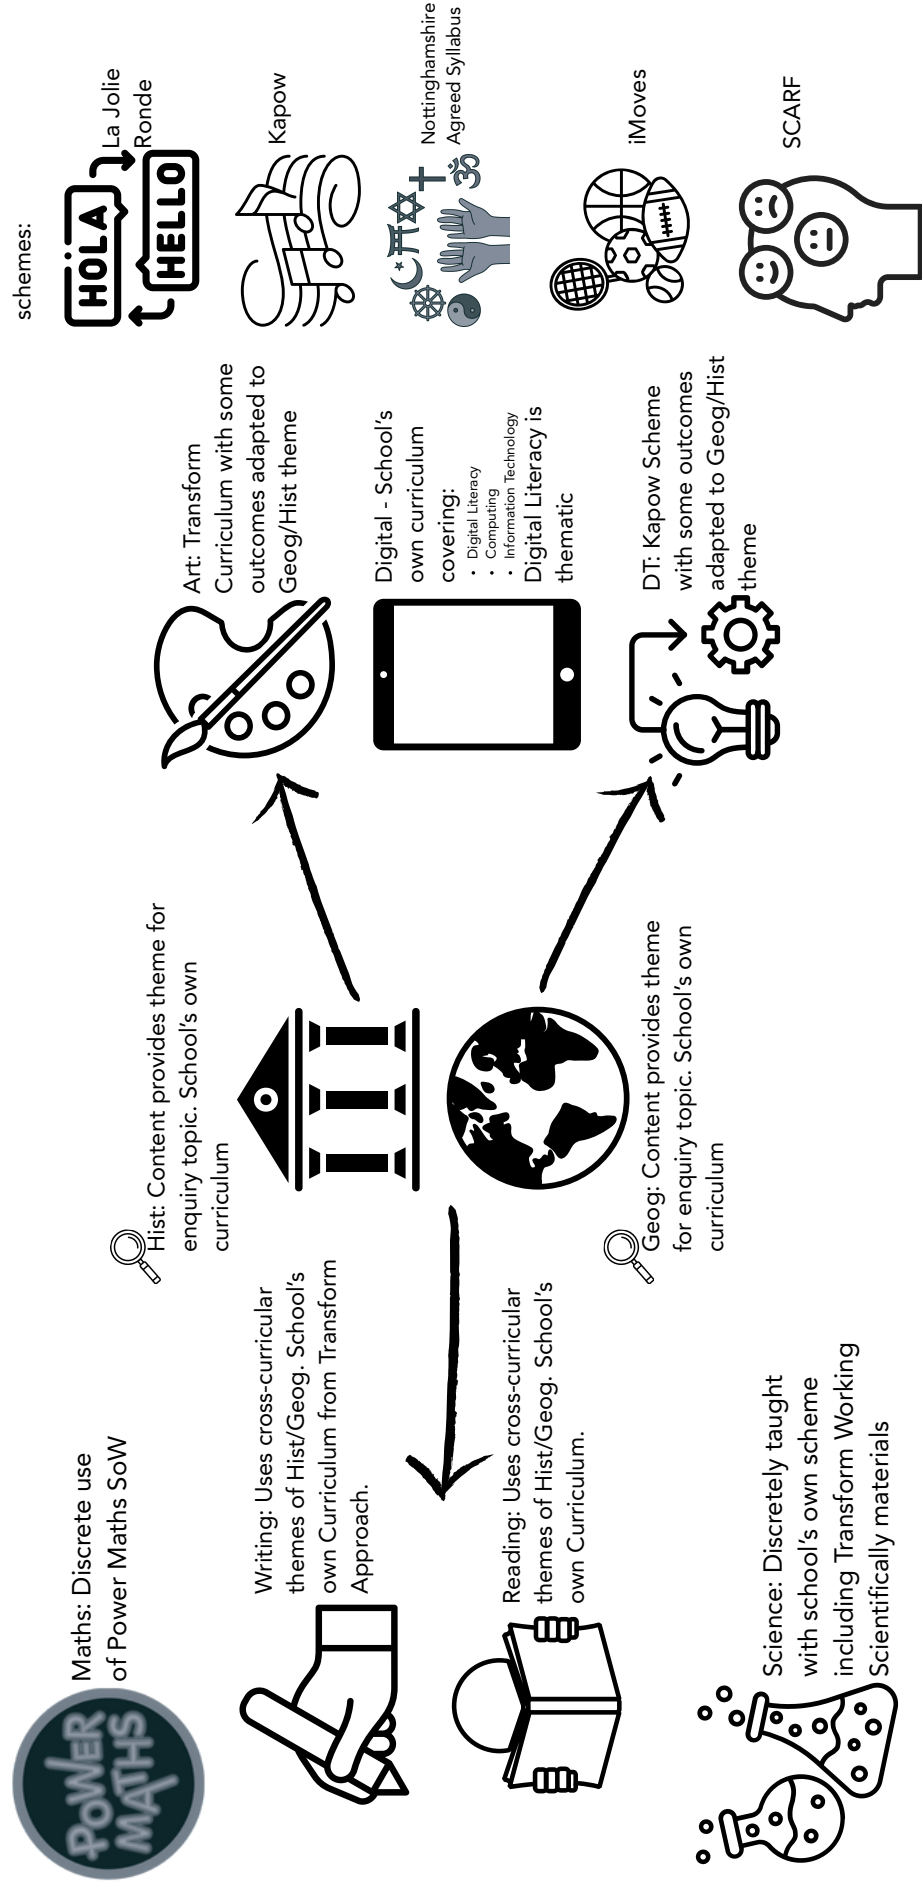 POWER
MATHS
Maths: Discrete use
of Power Maths SoW
Writing: Uses cross-curricular
themes of Hist/Geog. School's
own Curriculum from Transform
Approach.
Reading: Uses cross-curricular
themes of Hist/Geog. School's
own Curriculum.
Science: Discretely taught
with school's own scheme
including Transform Working
Scientifically materials
Hist: Content provides theme for
enquiry topic. School's own
curriculum
Geog: Content provides theme
for enquiry topic. School's own
curriculum
Art: Transform
Curriculum with some
outcomes adapted to
Geog/Hist theme
Digital - School's
own curriculum
covering:
• Digital Literacy
• Computing
• Information Technology
Digital Literacy is
thematic
DT: Kapow Scheme
with some outcomes
adapted to Geog/Hist
theme
schemes:
HOLA
HELLO
La Jolie
Ronde
Kapow
Nottinghamshire
Agreed Syllabus
iMoves
SCARF